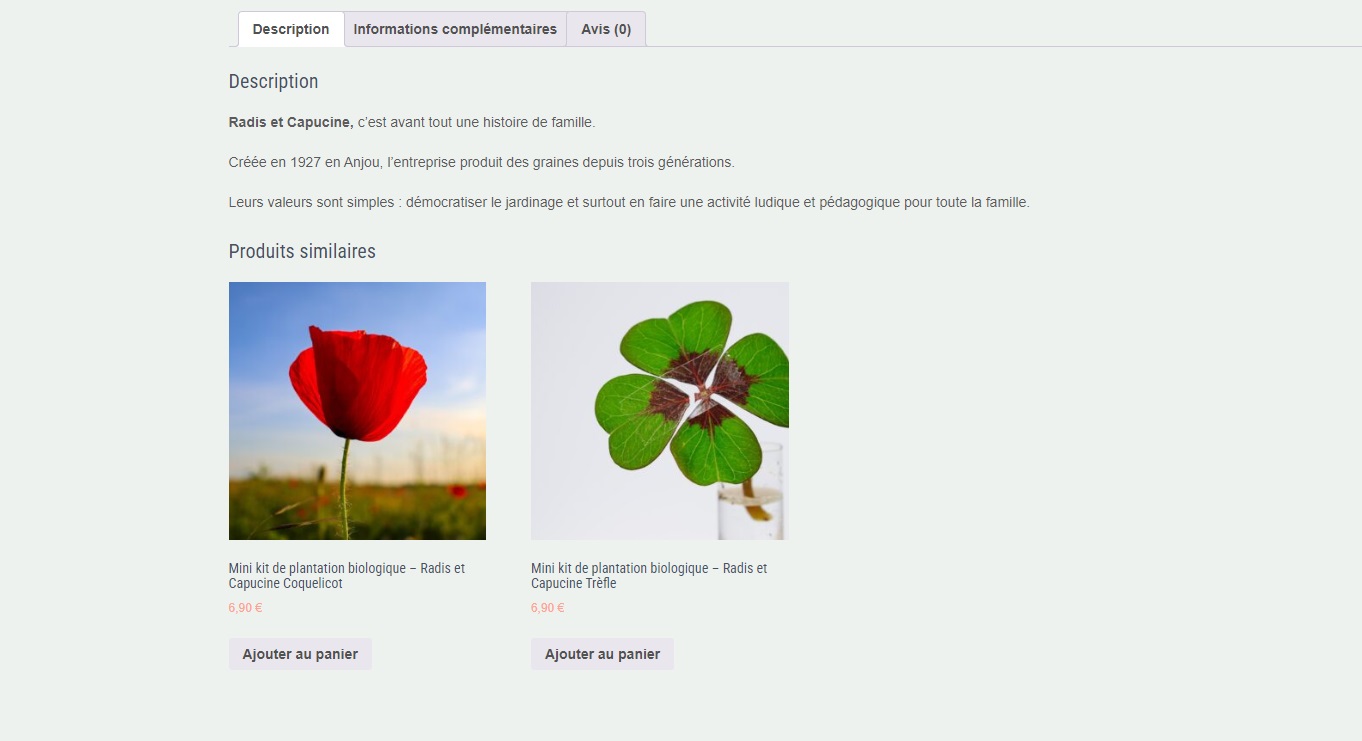 Description Informations complémentaires Avis (0)
Description
Radis et Capucine, c’est avant tout une histoire de famille.
Créée en 1927 en Anjou, l’entreprise produit des graines depuis trois générations.
Leurs valeurs sont simples : démocratiser le jardinage et surtout en faire une activité ludique et pédagogique pour toute la famille.
Produits similaires
Mini kit de plantation biologique – Radis et
Capucine Coquelicot
6,90 €
Ajouter au panier
Mini kit de plantation biologique – Radis et
Capucine Trèfle
6,90 €
Ajouter au panier